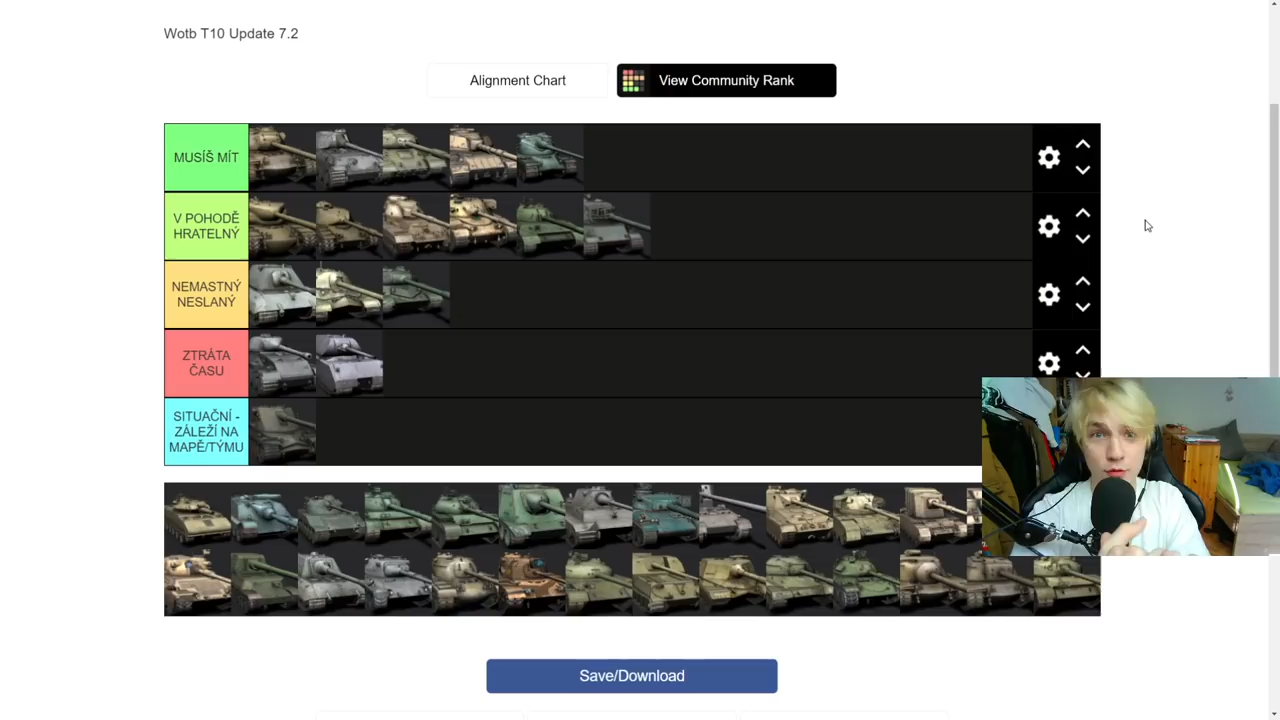 Wotb T10 Update 7.2
Alignment Chart
View Community Rank
MUSÍŠ MÍT
V POHODĚ
HRATELNÝ
NEMASTNÝ
NESLANÝ
ZTRÁTA
ČASU
SITUAČNÍ -
ZÁLEŽÍ NA
MAPĚ/TÝMU
Save/Download